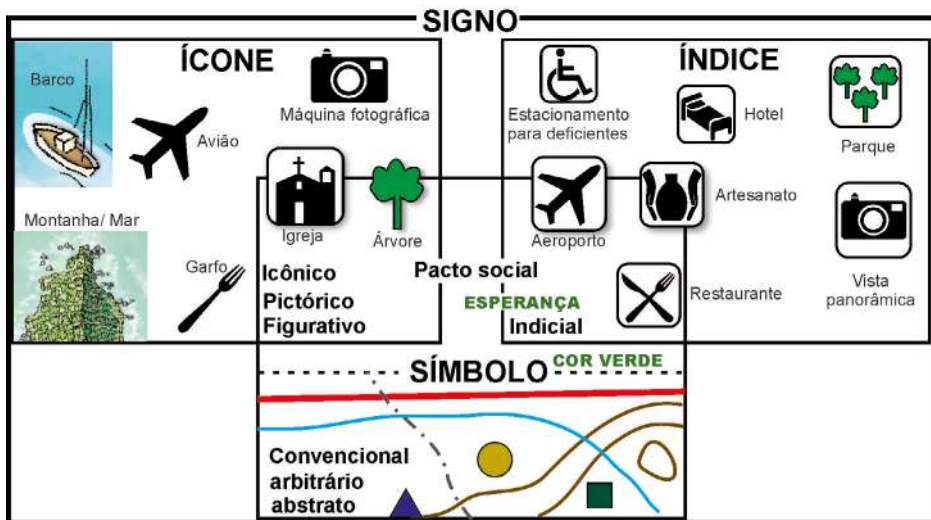 SIGNO
ÍCONE
Barco
Avião
Máquina fotográfica
Montanha/ Mar
Igreja
Árvore
Garfo
Icônico
Pictórico
Figurativo
ÍNDICE
Estacionamento
para deficientes
Hotel
Parque
Aeroporto
Artesanato
Vista
panorâmica
Restaurante
Pacto social
ESPERANÇA
Indicial
COR VERDE
SÍMBOLO
Convencional
arbitrário
abstrato